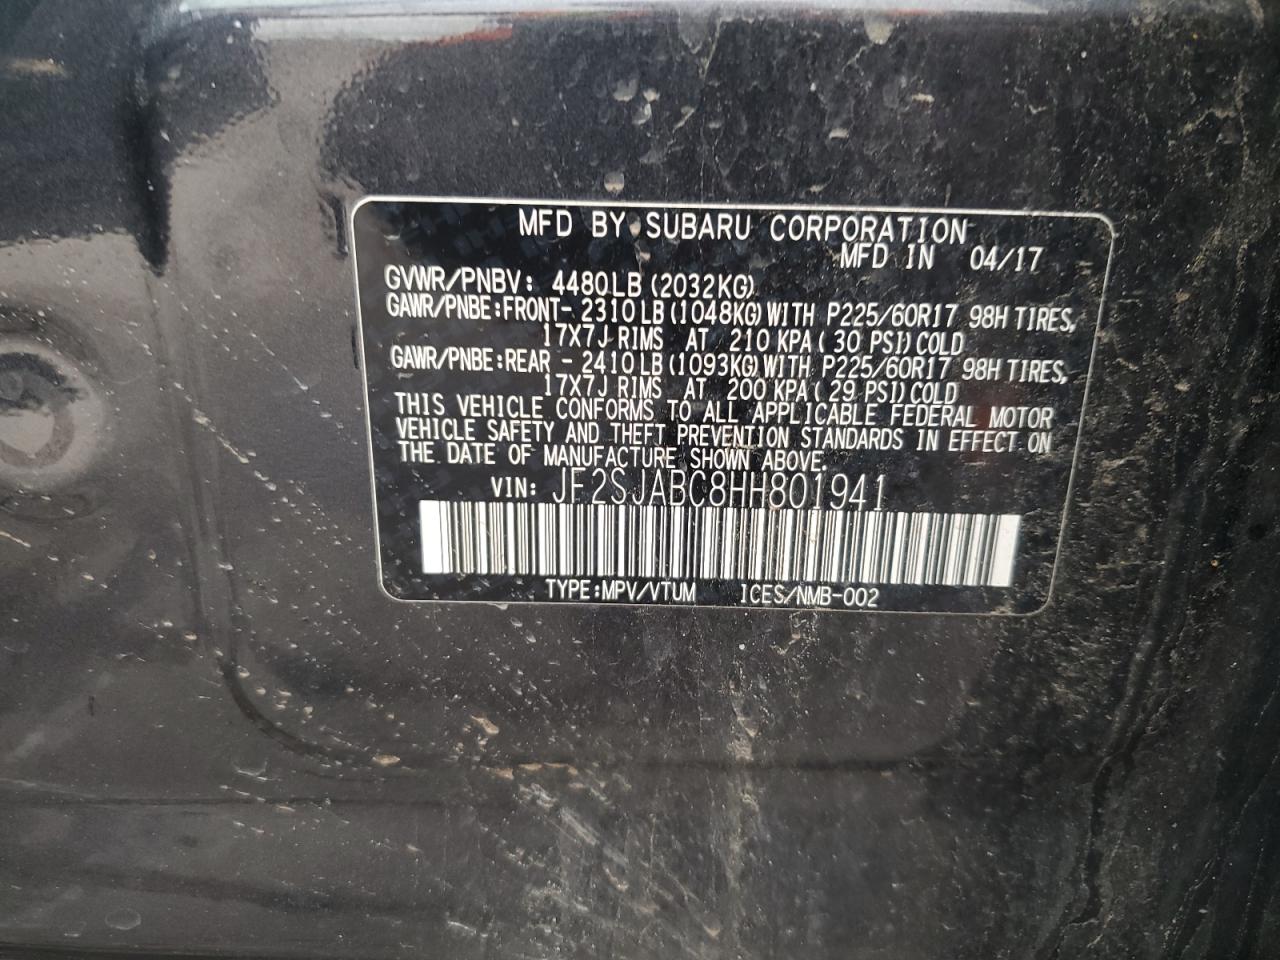 MFD BY SUBARU CORPORATION
MFD IN 04/17
GVWR/PNBV: 4480LB (2032KG)
GAWR/PNBE:FRONT- 2310 LB (1048KG) WITH P225/60R17 98H TIRES,
17X7J RIMS AT 210 KPA ( 30 PSI) COLD
GAWR/PNBE:REAR - 2410 LB (1093KG) WITH P225/60R17 98H TIRES,
17X7J RIMS AT 200 KPA ( 29 PSI) COLD
THIS VEHICLE CONFORMS TO ALL APPLICABLE FEDERAL MOTOR
VEHICLE SAFETY AND THEFT PREVENTION STANDARDS IN EFFECT ON
THE DATE OF MANUFACTURE SHOWN ABOVE.
VIN: JF2SJABC8HH801941
TYPE:MPV/VTUM ICES/NMB-002